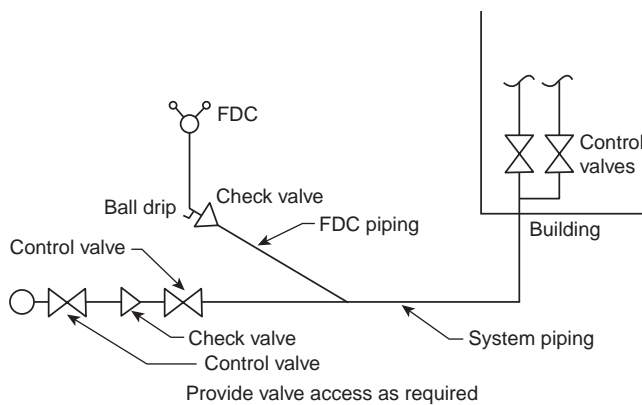 FDC
Control
valves
Check valve
Ball drip
FDC piping
Building
Control valve
System piping
Check valve
Control valve
Provide valve access as required